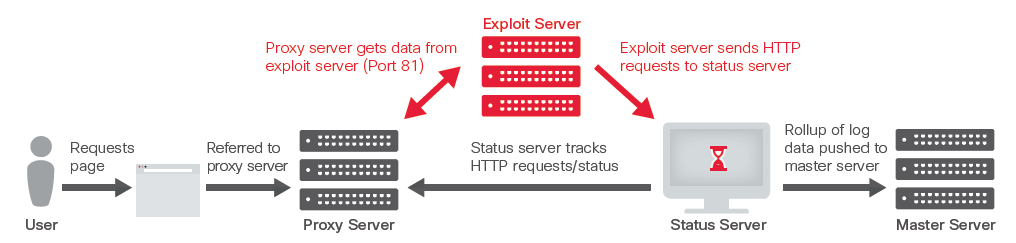 Exploit Server
Proxy server gets data from
exploit server (Port 81)
Exploit server sends HTTP
requests to status server
Requests
page
Referred to
proxy server
Status server tracks
HTTP requests/status
Rollup of log
data pushed to
master server
User
Proxy Server
Status Server
Master Server